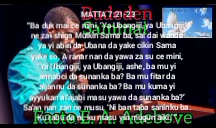 MATTA 7:21-23
"Ba duk mai ce mini, 'Ya Ubangiji, ya Ubangiji,'
ne zai shiga Mulkin Sama ba, sai dai wanda
ya yi abin da Ubana da yake cikin Sama
yake so. A ranar nan da yawa za su ce mini,
'Ya Ubangiji, ya Ubangiji, ashe, ba mu yi
annabci da sunanka ba? Ba mu fitar da
aljannu da sunanka ba? Ba mu kuma yi
ayyukan al'ajabi masu yawa da sunanka ba?'
Sa'an nan zan ce musu, 'Ni ban taba saninku ba.
Ku rabu da ni, ku masu yin mugun aiki.'